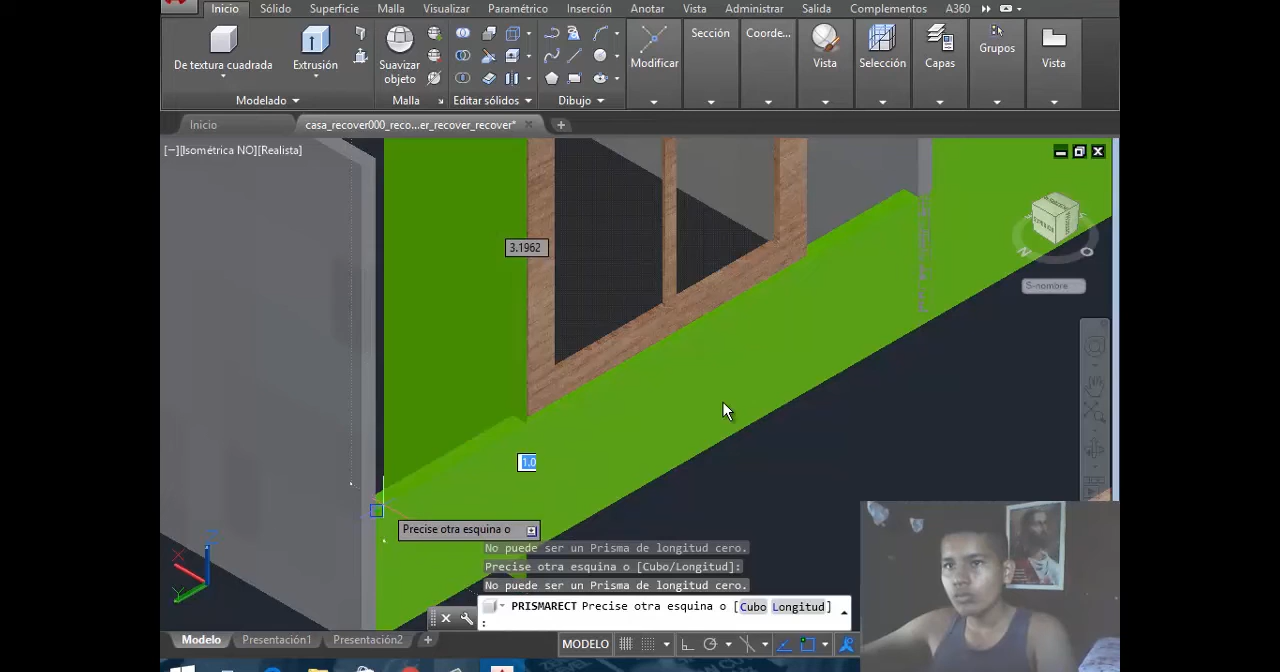 Inicio Sólido Superficie Malla Visualizar Paramétrico Inserción Anotar Vista Administrar Salida Complementos A360
De textura cuadrada
Extrusión
Suavizar
objeto
Modificar
Sección
Coorde...
Vista
Selección
Capas
Grupos
Vista
Modelado
Malla
Editar sólidos
Dibujo
Inicio
casa_recover000_reco...er_recover_recover*
[−][Isométrica NO][Realista]
3.1962
N
O
S-nombre
1.0
Precise otra esquina o
No puede ser un Prisma de longitud cero.
Precise otra esquina o [Cubo/Longitud]:
No puede ser un Prisma de longitud cero.
PRISMARECT Precise otra esquina o [Cubo Longitud]
:
X
Y
Z
Modelo Presentación1 Presentación2 +
MODELO